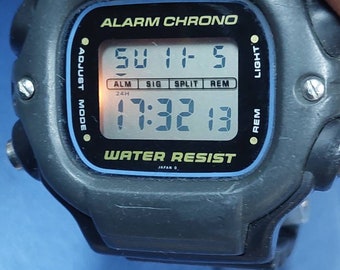 ALARM CHRONO
SU 11- 5
ADJUST
LIGHT
ALM SIG SPLIT REM
24H
17:32 13
MODE
REM
WATER RESIST